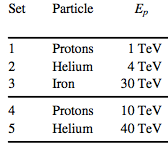 Set Particle Ep
1 Protons 1 TeV
2 Helium 4 TeV
3 Iron 30 TeV
4 Protons 10 TeV
5 Helium 40 TeV